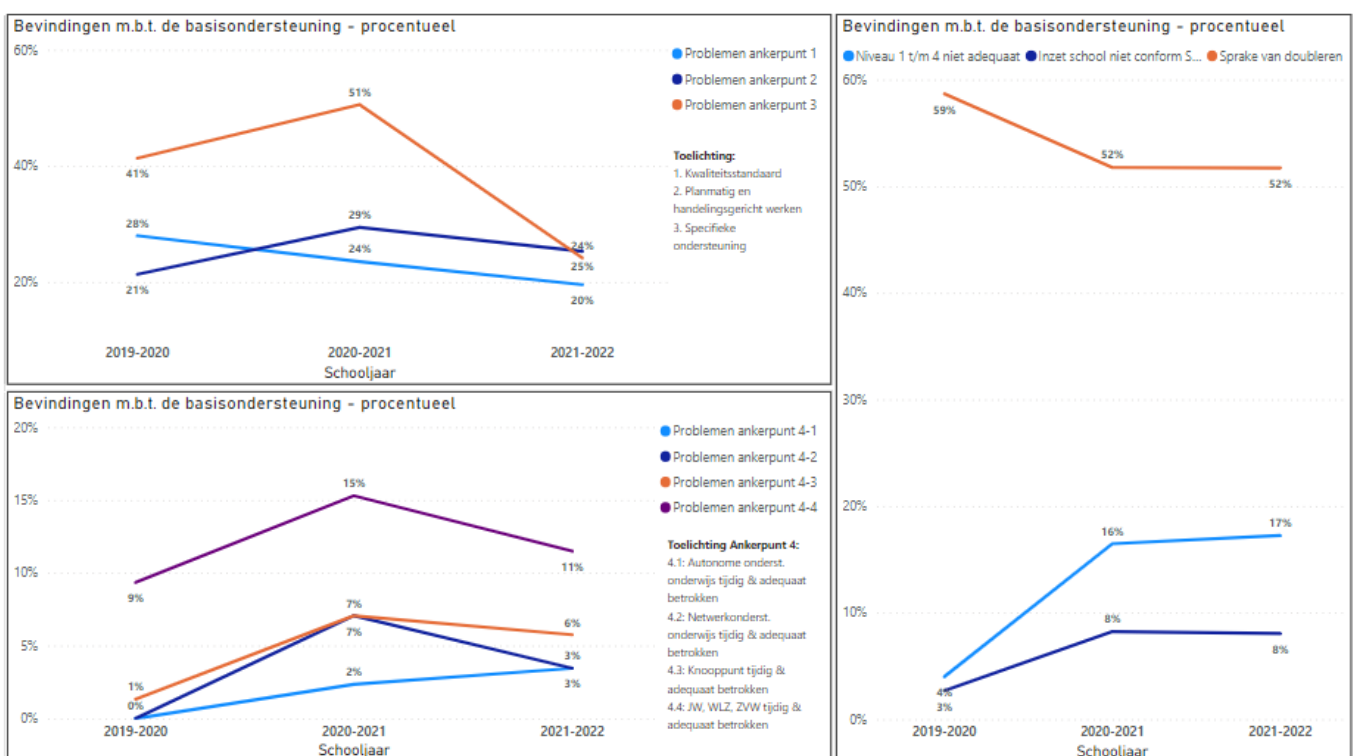 Bevindingen m.b.t. de basisondersteuning - procentueel
60%
40%
20%
Problemen ankerpunt 1
Problemen ankerpunt 2
Problemen ankerpunt 3
Toelichting:
1. Kwaliteitsstandaard
2. Planmatig en
handelingsgericht werken
3. Specifieke
ondersteuning
41%
51%
28%
29%
24%
21%
24%
25%
20%
2019-2020
2020-2021
2021-2022
Schooljaar
Bevindingen m.b.t. de basisondersteuning - procentueel
20%
15%
10%
5%
0%
Problemen ankerpunt 4-1
Problemen ankerpunt 4-2
Problemen ankerpunt 4-3
Problemen ankerpunt 4-4
Toelichting Ankerpunt 4:
4.1: Autonome onderst.
onderwijs tijdig & adequaat
betrokken
4.2: Netwerkonderst.
onderwijs tijdig & adequaat
betrokken
4.3: Knooppunt tijdig &
adequaat betrokken
4.4: JW, WLZ, ZVW tijdig &
adequaat betrokken
9%
15%
11%
1%
0%
7%
7%
2%
6%
3%
3%
2019-2020
2020-2021
2021-2022
Schooljaar
Bevindingen m.b.t. de basisondersteuning - procentueel
Niveau 1 t/m 4 niet adequaat Inzet school niet conform S... Sprake van doubleren
60%
50%
40%
30%
20%
10%
0%
59%
52%
52%
16%
17%
8%
8%
4%
3%
2019-2020
2020-2021
2021-2022
Schooljaar